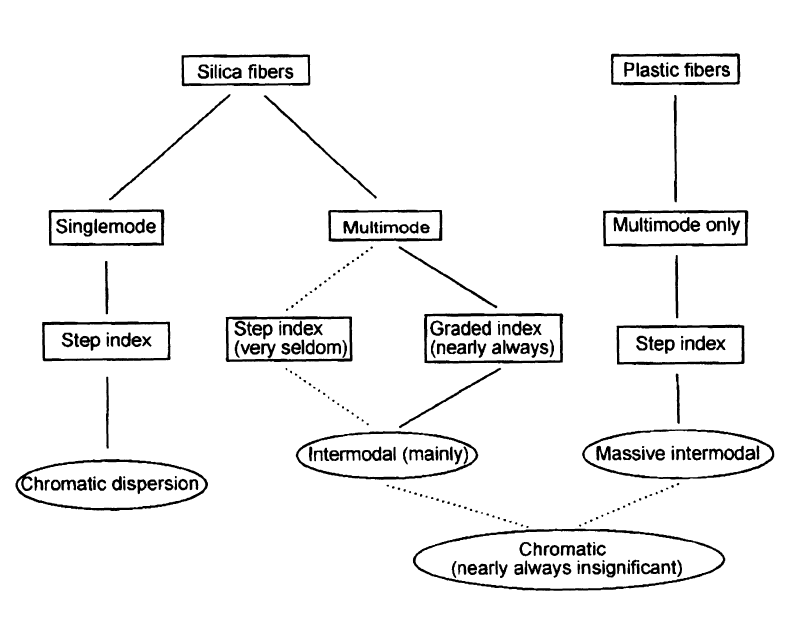 Silica fibers
Plastic fibers
Singlemode
Multimode
Multimode only
Step index
Step index
(very seldom)
Graded index
(nearly always)
Step index
Intermodal (mainly)
Massive intermodal
Chromatic dispersion
Chromatic
(nearly always insignificant)